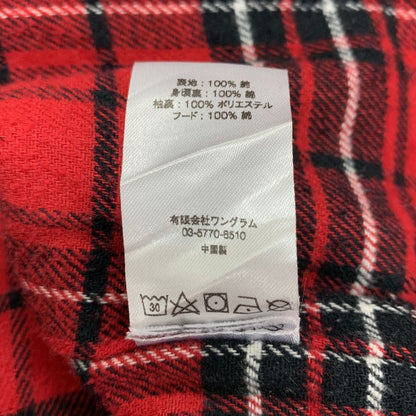 表地：100% 綿
身頃裏：100% 綿
袖裏：100% ポリエステル
フード：100% 綿
有限会社ワングラム
03-5770-8510
中国製
30